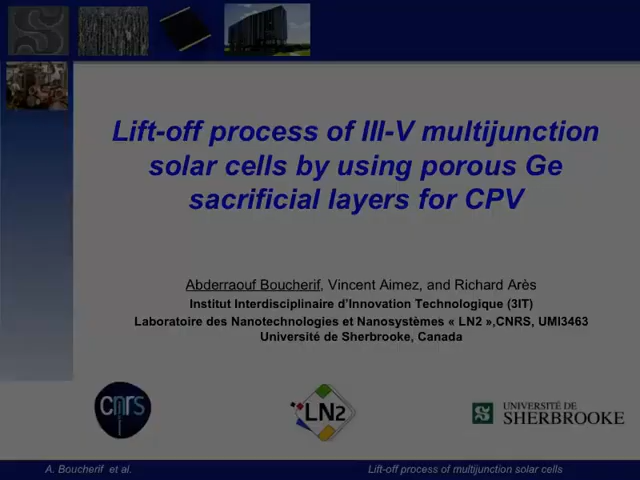 Lift-off process of III-V multijunction
solar cells by using porous Ge
sacrificial layers for CPV
Abderraouf Boucherif, Vincent Aimez, and Richard Arès
Institut Interdisciplinaire d'Innovation Technologique (3IT)
Laboratoire des Nanotechnologies et Nanosystèmes « LN2 »,CNRS, UMI3463
Université de Sherbrooke, Canada
cnrs
LN2
UNIVERSITÉ DE
SHERBROOKE
A. Boucherif et al.
Lift-off process of multijunction solar cells